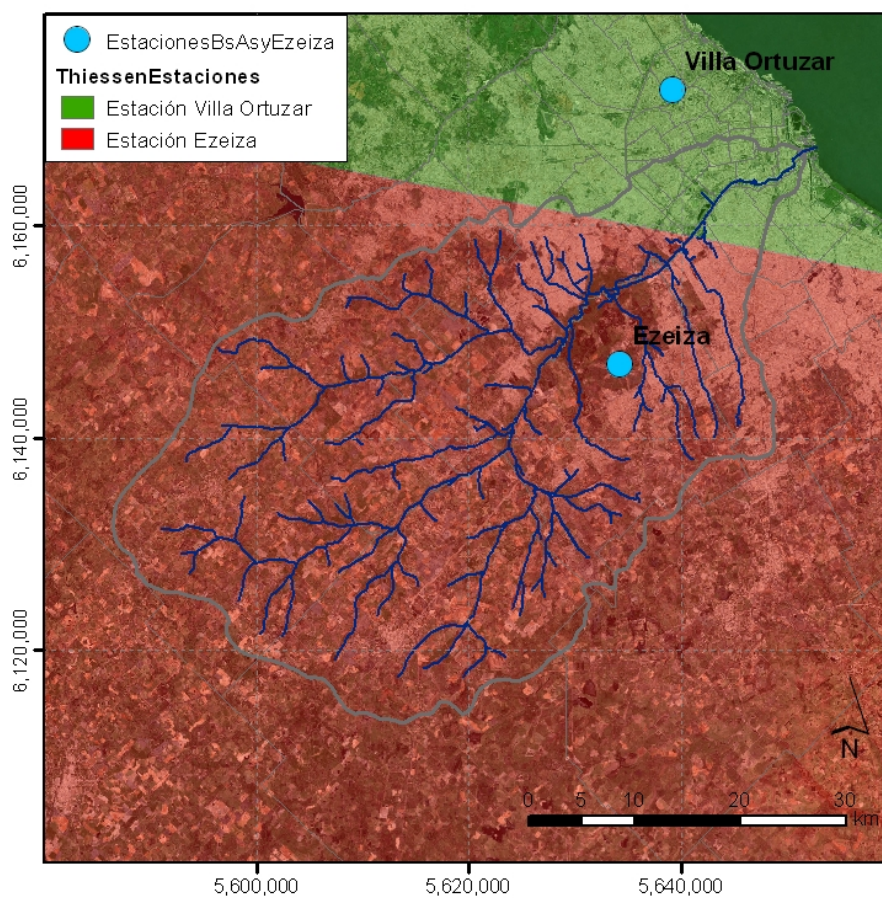 EstacionesBsAsyEzeiza
ThiessenEstaciones
Estación Villa Ortuzar
Estación Ezeiza
Villa Ortuzar
Ezeiza
6,160,000
6,140,000
6,120,000
N
0 5 10 20 30
km
5,600,000 5,620,000 5,640,000